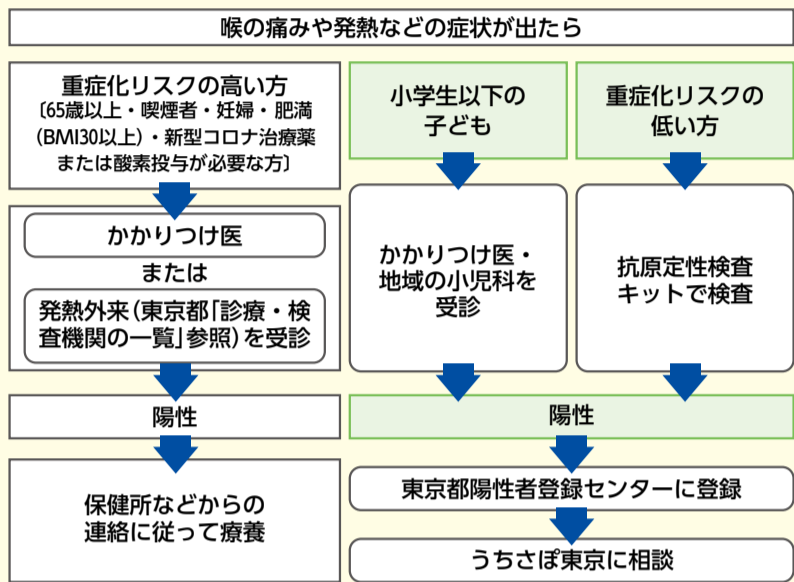 喉の痛みや発熱などの症状が出たら
重症化リスクの高い方
〔65歳以上・喫煙者・妊婦・肥満
(BMI30以上)・新型コロナ治療薬
または酸素投与が必要な方〕
かかりつけ医
または
発熱外来(東京都「診療・検
査機関の一覧」参照)を受診
陽性
保健所などからの
連絡に従って療養
小学生以下の
子ども
かかりつけ医・
地域の小児科を
受診
重症化リスクの
低い方
抗原定性検査
キットで検査
陽性
東京都陽性者登録センターに登録
うちさぽ東京に相談